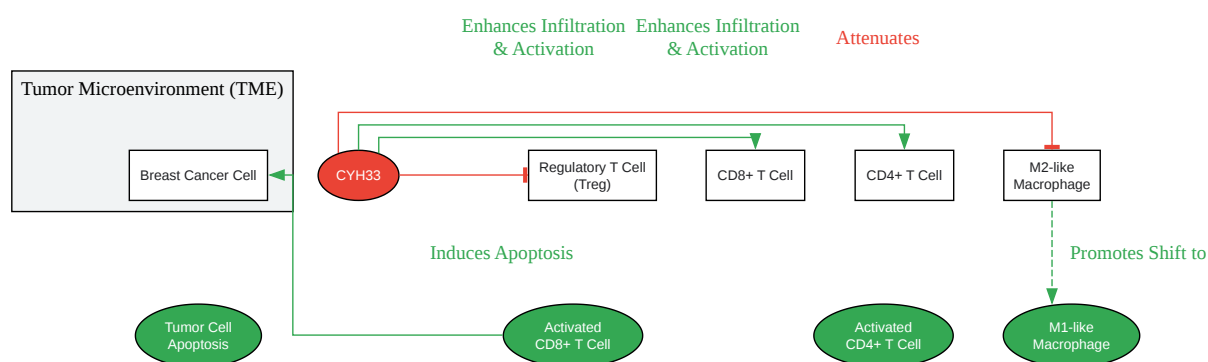 Enhances Infiltration
& Activation
Enhances Infiltration
& Activation
Attenuates
Tumor Microenvironment (TME)
Breast Cancer Cell
CYH33
Regulatory T Cell
(Treg)
CD8+ T Cell
CD4+ T Cell
M2-like
Macrophage
Induces Apoptosis
Promotes Shift to
Tumor Cell
Apoptosis
Activated
CD8+ T Cell
Activated
CD4+ T Cell
M1-like
Macrophage